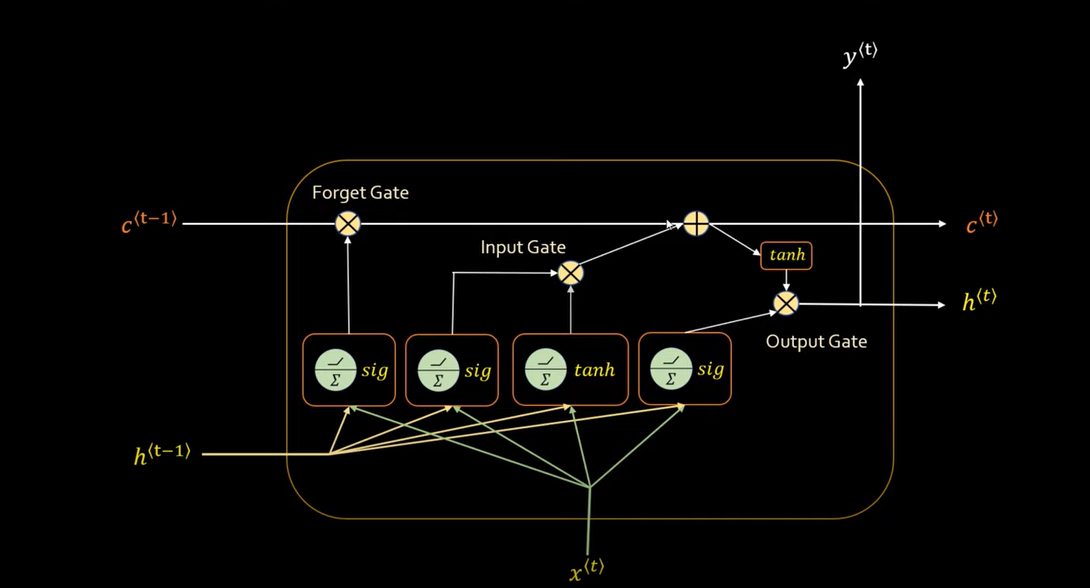 y⟨t⟩
Forget Gate
c⟨t−1⟩
c⟨t⟩
Input Gate
tanh
h⟨t⟩
Output Gate
Σ sig
Σ sig
Σ tanh
Σ sig
h⟨t−1⟩
x⟨t⟩